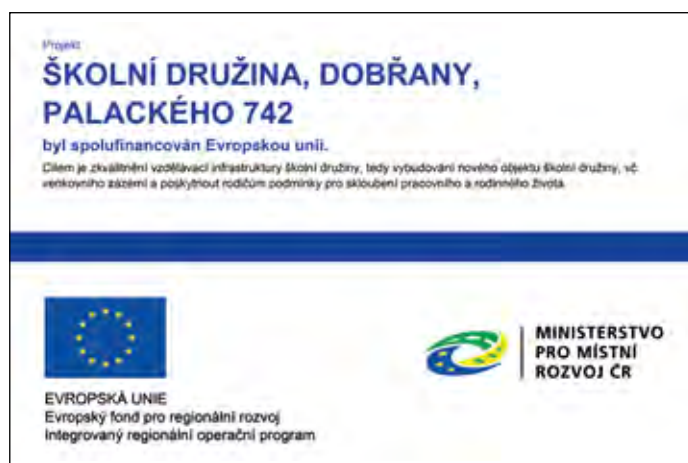 Projekt
ŠKOLNÍ DRUŽINA, DOBŘANY,
PALACKÉHO 742
byl spolufinancován Evropskou unií.
Cílem je zkvalitnění vzdělávací infrastruktury školní družiny, tedy vybudování nového objektu školní družiny, vč.
venkovního zázemí a poskytnout rodičům podmínky pro skloubení pracovního a rodinného života.
MINISTERSTVO
PRO MÍSTNÍ
ROZVOJ ČR
EVROPSKÁ UNIE
Evropský fond pro regionální rozvoj
Integrovaný regionální operační program